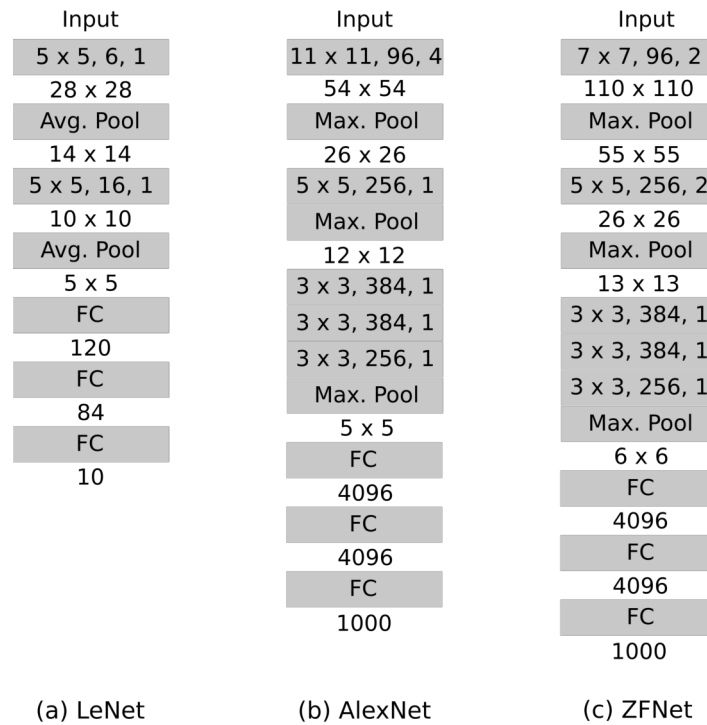 Input
5 x 5, 6, 1
28 x 28
Avg. Pool
14 x 14
5 x 5, 16, 1
10 x 10
Avg. Pool
5 x 5
FC
120
FC
84
FC
10
(a) LeNet
Input
11 x 11, 96, 4
54 x 54
Max. Pool
26 x 26
5 x 5, 256, 1
Max. Pool
12 x 12
3 x 3, 384, 1
3 x 3, 384, 1
3 x 3, 256, 1
Max. Pool
5 x 5
FC
4096
FC
4096
FC
1000
(b) AlexNet
Input
7 x 7, 96, 2
110 x 110
Max. Pool
55 x 55
5 x 5, 256, 2
26 x 26
Max. Pool
13 x 13
3 x 3, 384, 1
3 x 3, 384, 1
3 x 3, 256, 1
Max. Pool
6 x 6
FC
4096
FC
4096
FC
1000
(c) ZFNet